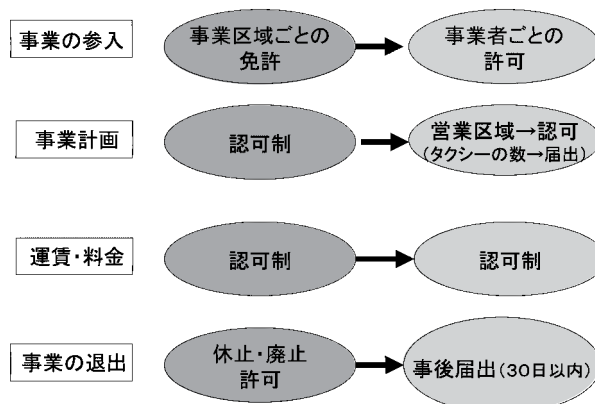 事業の参入
事業区域ごとの
免許
事業者ごとの
許可
事業計画
認可制
営業区域→認可
(タクシーの数→届出)
運賃・料金
認可制
認可制
事業の退出
休止・廃止
許可
事後届出(30日以内)